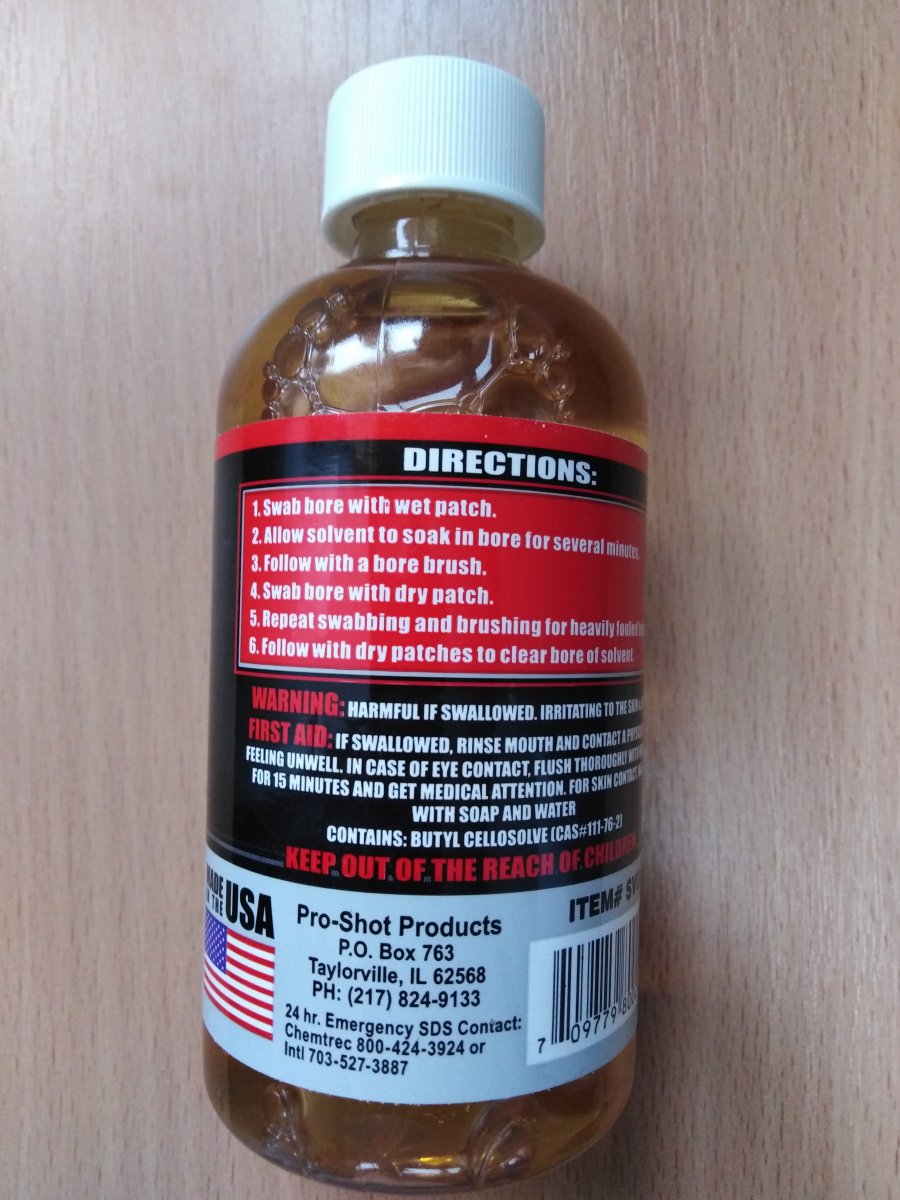 DIRECTIONS:
1. Swab bore with wet patch.
2. Allow solvent to soak in bore for several minutes.
3. Follow with a bore brush.
4. Swab bore with dry patch.
5. Repeat swabbing and brushing for heavily fouled
6. Follow with dry patches to clear bore of solvent.
WARNING: HARMFUL IF SWALLOWED. IRRITATING TO THE SKIN
FIRST AID: IF SWALLOWED, RINSE MOUTH AND CONTACT A
FEELING UNWELL. IN CASE OF EYE CONTACT, FLUSH THOROUGHLY
FOR 15 MINUTES AND GET MEDICAL ATTENTION. FOR SKIN CONTACT
WITH SOAP AND WATER
CONTAINS: BUTYL CELLOSOLVE (CAS#111-76-2)
KEEP OUT OF THE REACH OF CHILDREN
MADE
IN THE
USA
Pro-Shot Products
P.O. Box 763
Taylorville, IL 62568
PH: (217) 824-9133
24 hr. Emergency SDS Contact:
Chemtrec 800-424-3924 or
Intl 703-527-3887
ITEM#
7 09779